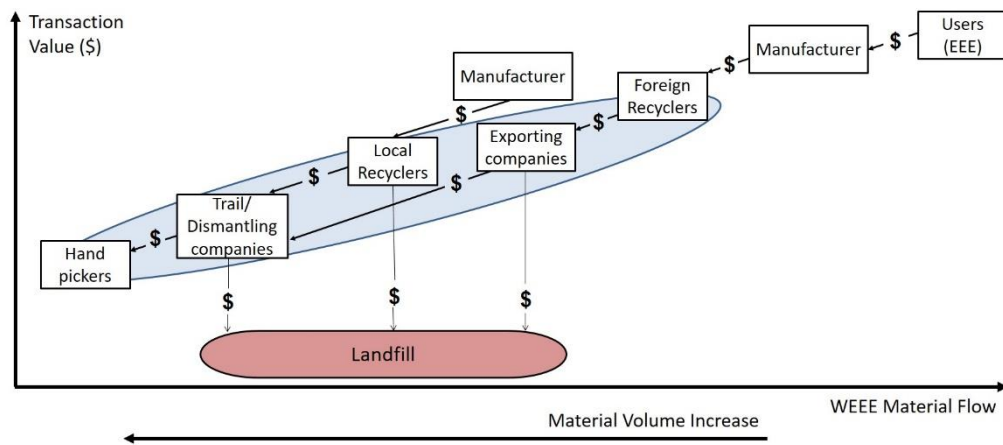 Transaction
Value ($)
Users
(EEE)
$
Manufacturer
$
Manufacturer
Foreign
Recyclers
$
$
Exporting
companies
Local
Recyclers
$
$
Trail/
Dismantling
companies
$
Hand
pickers
$
$
$
Landfill
WEEE Material Flow
Material Volume Increase